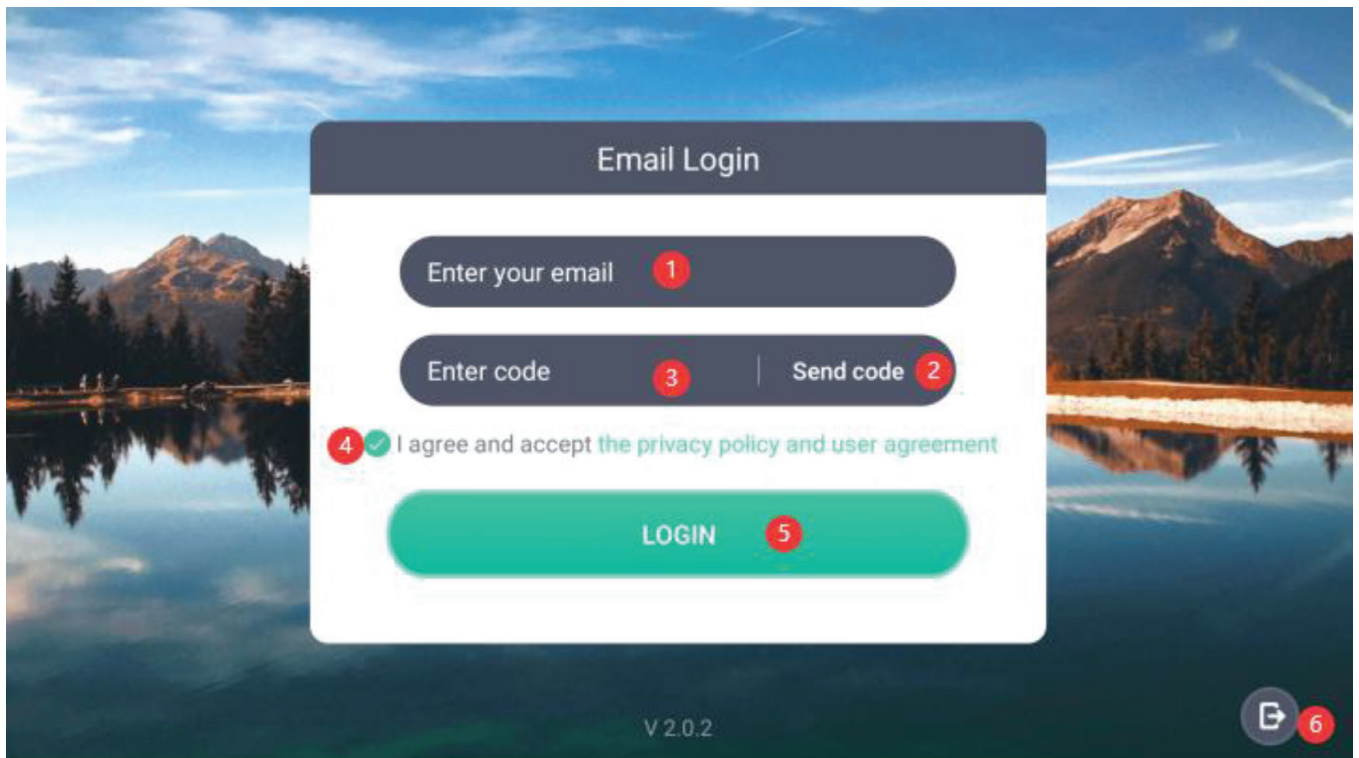 Email Login
Enter your email 1
Enter code 3 Send code 2
4 I agree and accept the privacy policy and user agreement
LOGIN 5
V 2.0.2
6